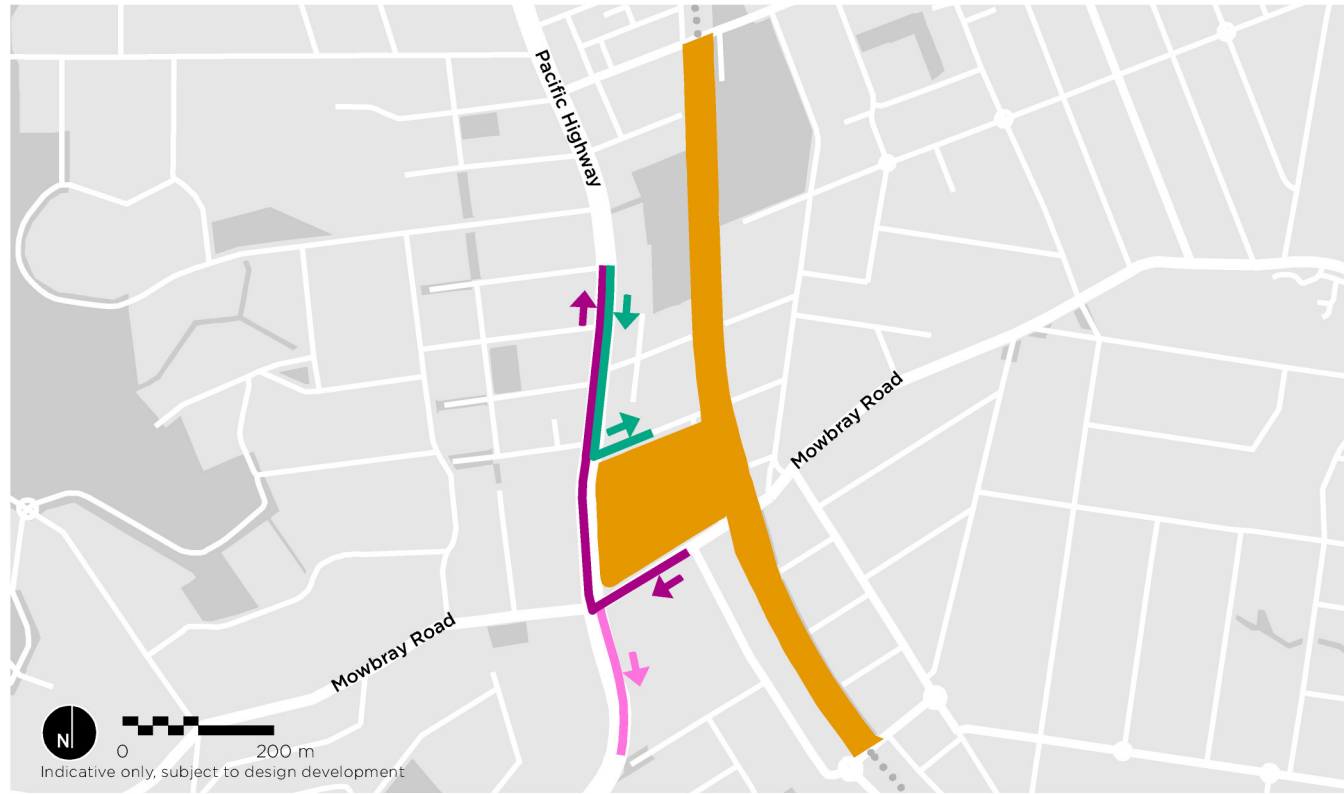 Pacific Highway
Mowbray Road
Mowbray Road
N
0 200 m
Indicative only, subject to design development